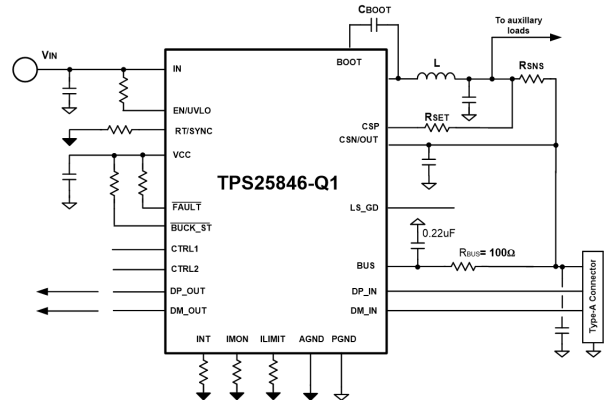 CBOOT
To auxillary
loads
VIN
BOOT
L
RSNS
IN
EN/UVLO
RSET
CSP
RT/SYNC
CSN/OUT
VCC
TPS25846-Q1
FAULT
LS_GD
BUCK_ST
0.22uF
CTRL1
RBUS= 100Ω
CTRL2
BUS
DP_OUT
DP_IN
DM_OUT
DM_IN
Type-A Connector
INT IMON ILIMIT AGND PGND